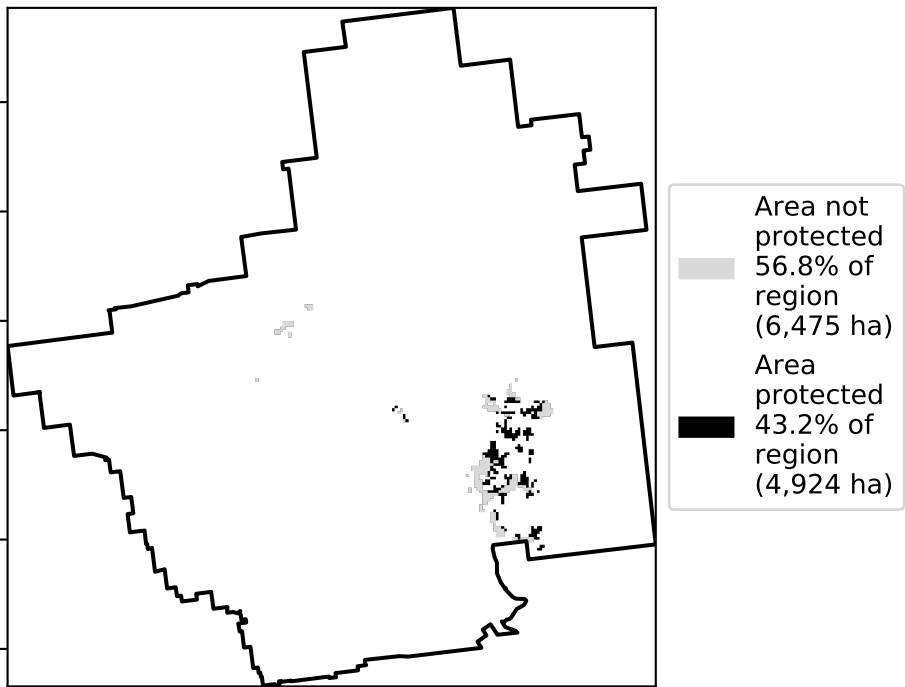 Area not
protected
56.8% of
region
(6,475 ha)
Area
protected
43.2% of
region
(4,924 ha)